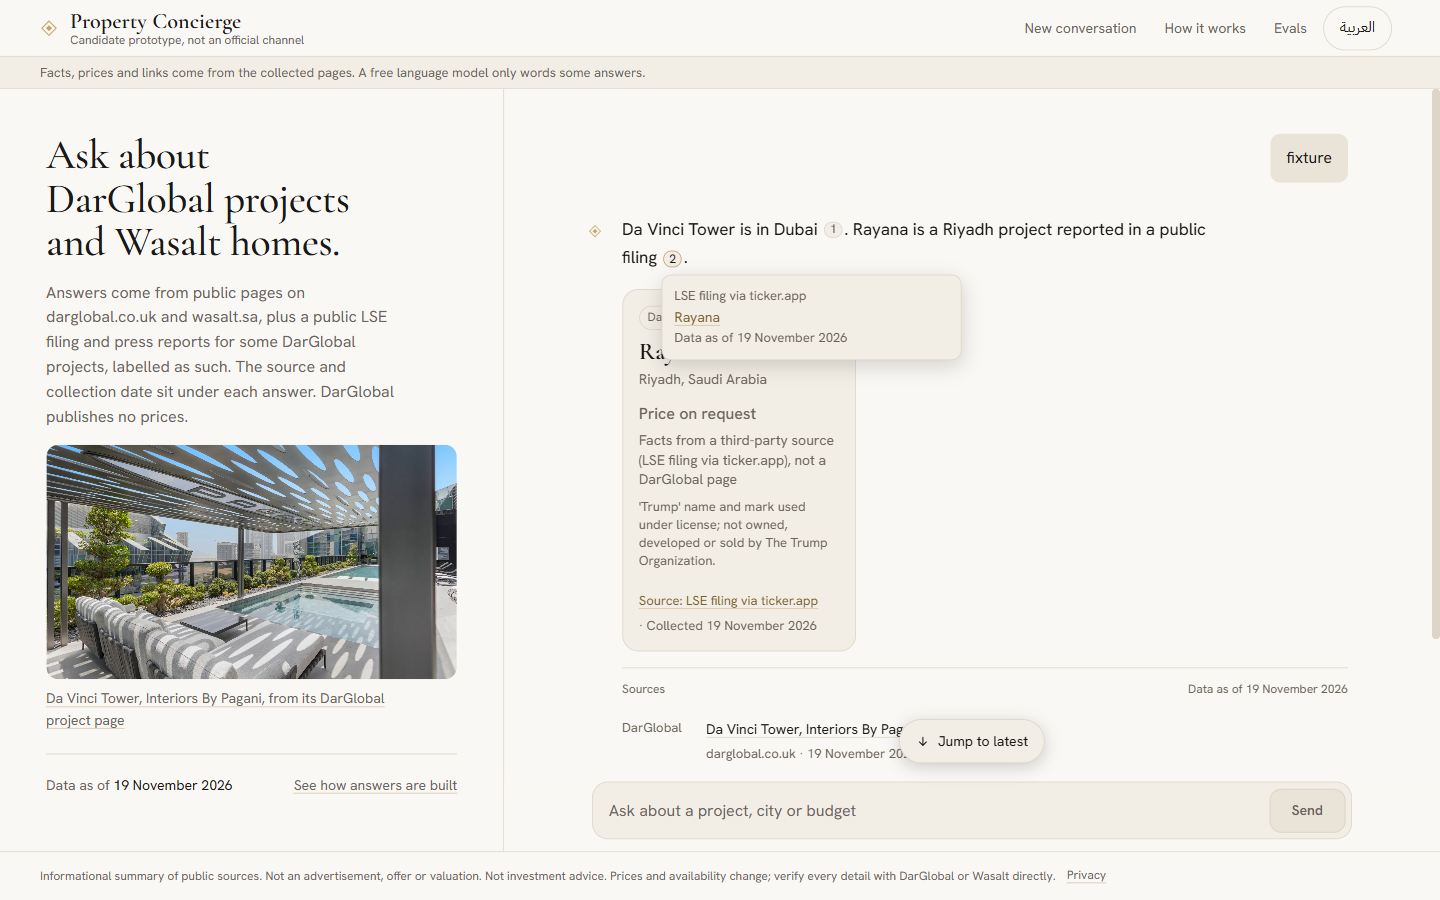 Property Concierge
Candidate prototype, not an official channel
New conversation
How it works
Evals
العربية
Facts, prices and links come from the collected pages. A free language model only words some answers.
Ask about
DarGlobal projects
and Wasalt homes.
Answers come from public pages on
darglobal.co.uk and wasalt.sa, plus a public LSE
filing and press reports for some DarGlobal
projects, labelled as such. The source and
collection date sit under each answer. DarGlobal
publishes no prices.
Da Vinci Tower, Interiors By Pagani, from its DarGlobal
project page
Data as of 19 November 2026
See how answers are built
fixture
Da Vinci Tower is in Dubai 1. Rayana is a Riyadh project reported in a public
filing 2.
LSE filing via ticker.app
Rayana
Data as of 19 November 2026
Riyadh, Saudi Arabia
Price on request
Facts from a third-party source
(LSE filing via ticker.app), not a
DarGlobal page
'Trump' name and mark used
under license; not owned,
developed or sold by The Trump
Organization.
Source: LSE filing via ticker.app
· Collected 19 November 2026
Sources
Data as of 19 November 2026
DarGlobal
Da Vinci Tower, Interiors By Pag
darglobal.co.uk · 19 November 20
↓ Jump to latest
Ask about a project, city or budget
Send
Informational summary of public sources. Not an advertisement, offer or valuation. Not investment advice. Prices and availability change; verify every detail with DarGlobal or Wasalt directly.
Privacy